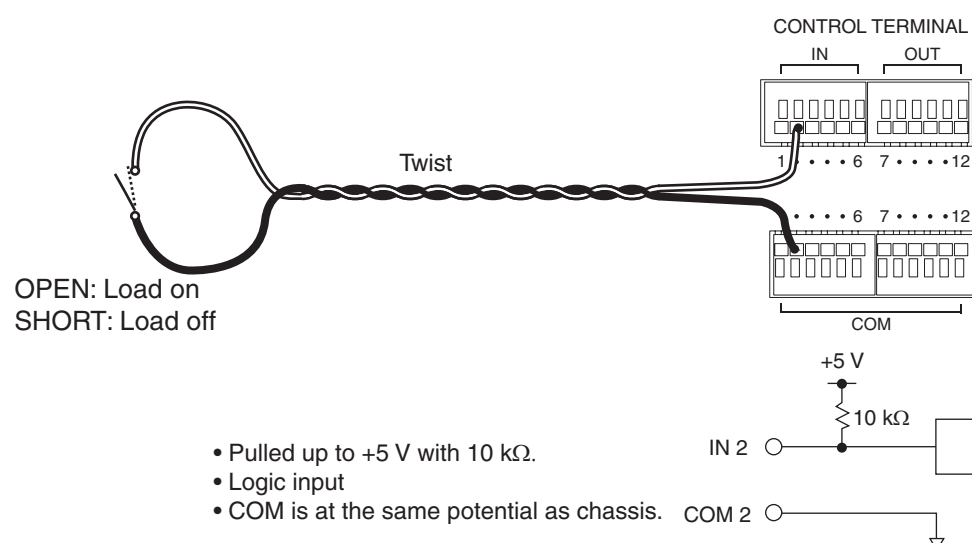 CONTROL TERMINAL
IN OUT
Twist
1 • • • • 6 7 • • • • 12
• • • • 6 7 • • • • 12
OPEN: Load on
SHORT: Load off
COM
+5 V
10 kΩ
IN 2
• Pulled up to +5 V with 10 kΩ.
• Logic input
• COM is at the same potential as chassis.
COM 2